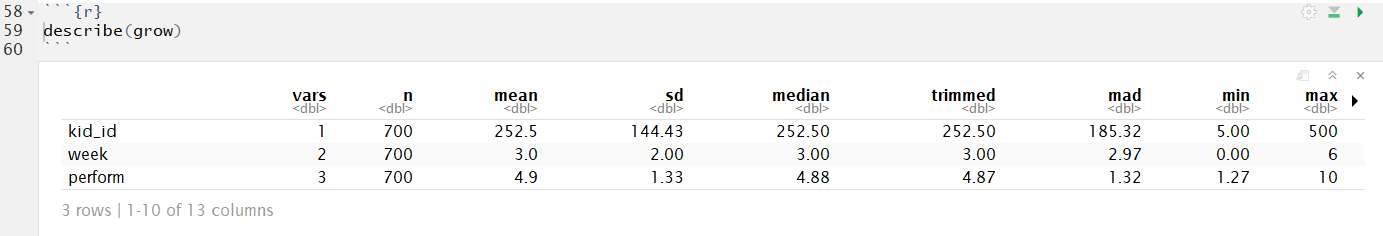 58 ```{r}
59 describe(grow)
60 ```
vars n mean sd median trimmed mad min max
<dbl> <dbl> <dbl> <dbl> <dbl> <dbl> <dbl> <dbl> <dbl>
kid_id 1 700 252.5 144.43 252.50 252.50 185.32 5.00 500
week 2 700 3.0 2.00 3.00 3.00 2.97 0.00 6
perform 3 700 4.9 1.33 4.88 4.87 1.32 1.27 10
3 rows | 1-10 of 13 columns